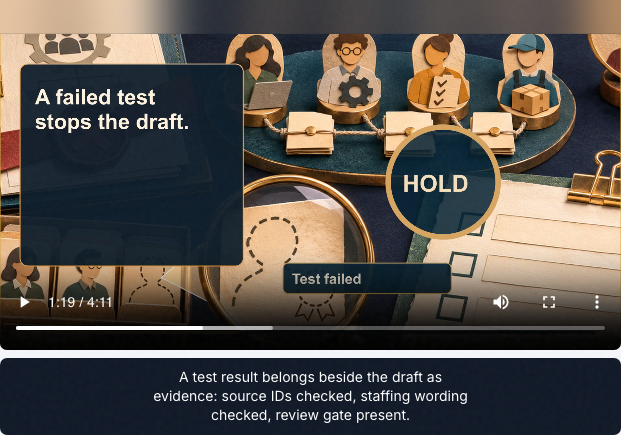 A failed test
stops the draft.
HOLD
Test failed
1:19 / 4:11
A test result belongs beside the draft as
evidence: source IDs checked, staffing wording
checked, review gate present.